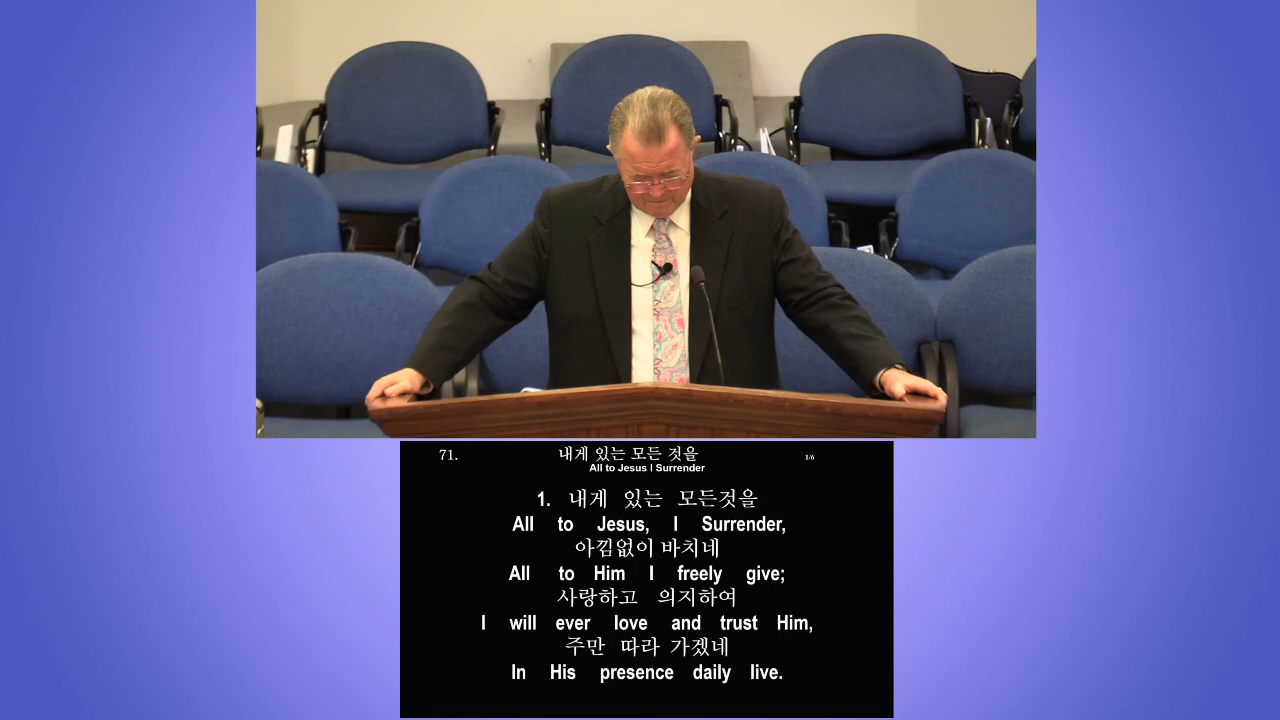 71. 내게 있는 모든 것을 1/6
All to Jesus I Surrender
1. 내게 있는 모든것을
All to Jesus, I Surrender,
아낌없이 바치네
All to Him I freely give;
사랑하고 의지하여
I will ever love and trust Him,
주만 따라 가겠네
In His presence daily live.